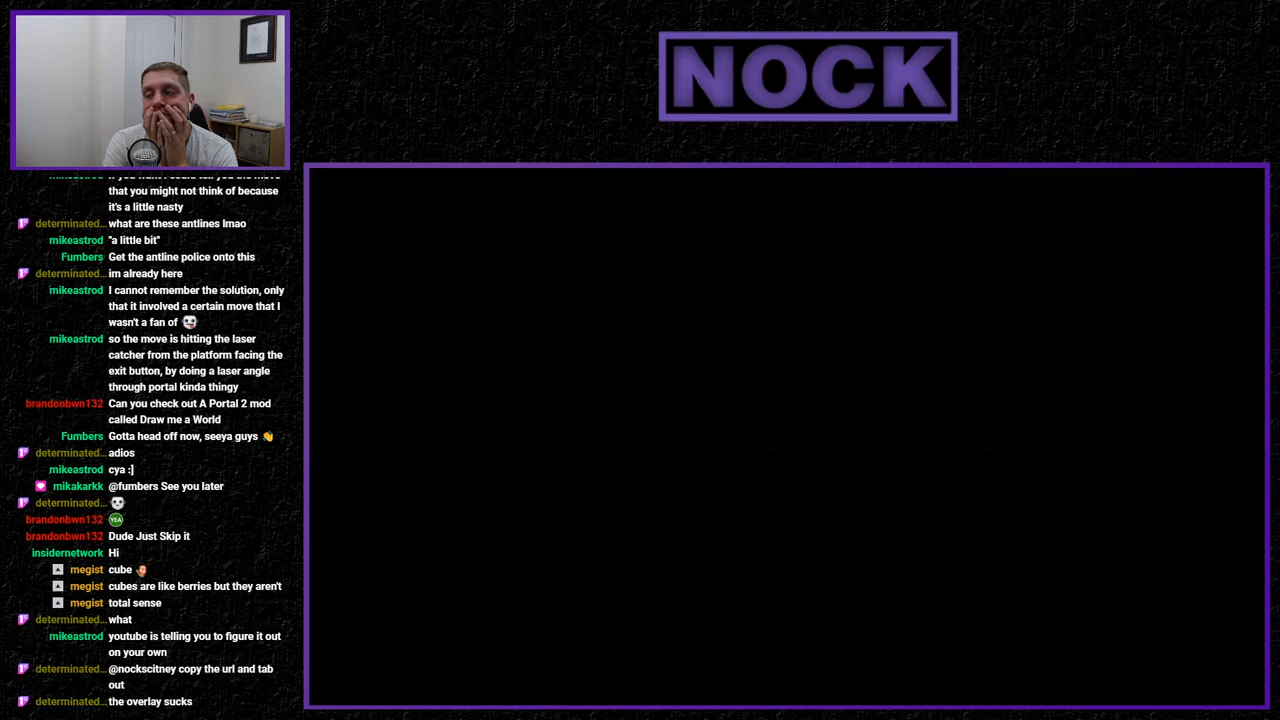 NOCK
that you might not think of because
it's a little nasty
determinated... what are these antlines lmao
mikeastrod "a little bit"
Fumbers Get the antline police onto this
determinated... im already here
mikeastrod I cannot remember the solution, only
that it involved a certain move that I
wasn't a fan of
mikeastrod so the move is hitting the laser
catcher from the platform facing the
exit button, by doing a laser angle
through portal kinda thingy
brandonbwn132 Can you check out A Portal 2 mod
called Draw me a World
Fumbers Gotta head off now, seeya guys 👏
determinated... adios
mikeastrod cya :]
mikakarkk @fumbers See you later
determinated...
brandonbwn132 YEA
brandonbwn132 Dude Just Skip it
insidernetwork Hi
megist cube
megist cubes are like berries but they aren't
megist total sense
determinated... what
mikeastrod youtube is telling you to figure it out
on your own
determinated... @nockscitney copy the url and tab
out
determinated... the overlay sucks